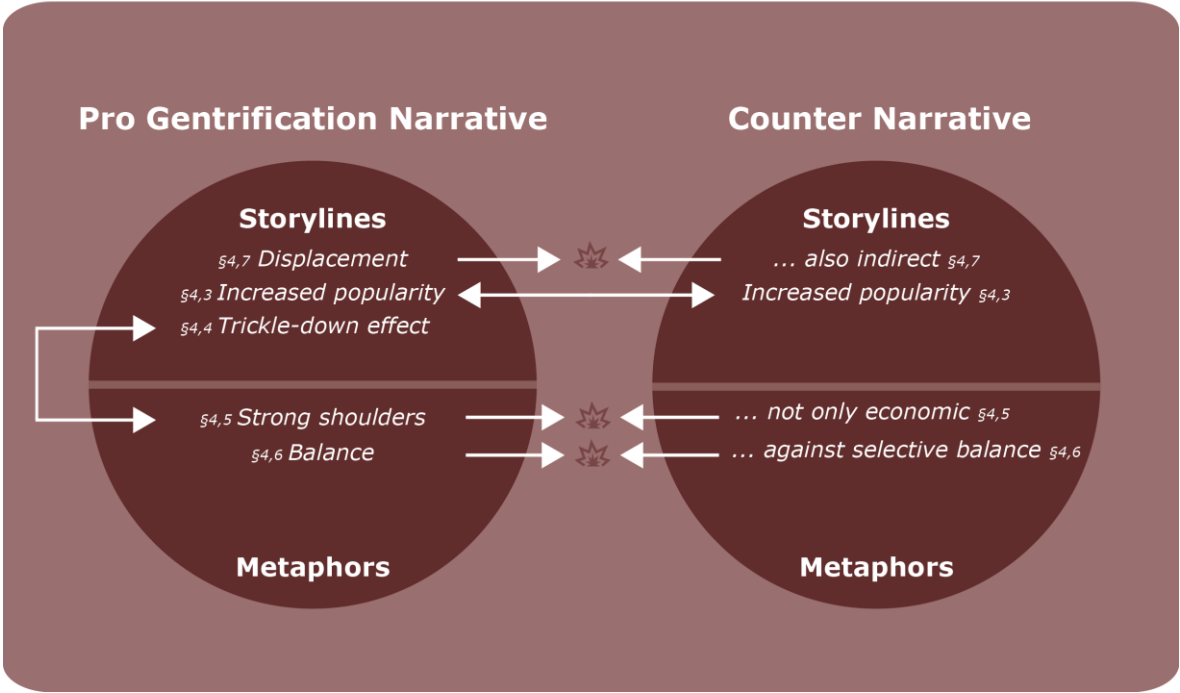 Pro Gentrification Narrative
Storylines
§4,7 Displacement
§4,3 Increased popularity
§4,4 Trickle-down effect
§4,5 Strong shoulders
§4,6 Balance
Metaphors
Counter Narrative
Storylines
... also indirect §4,7
Increased popularity §4,3
... not only economic §4,5
... against selective balance §4,6
Metaphors